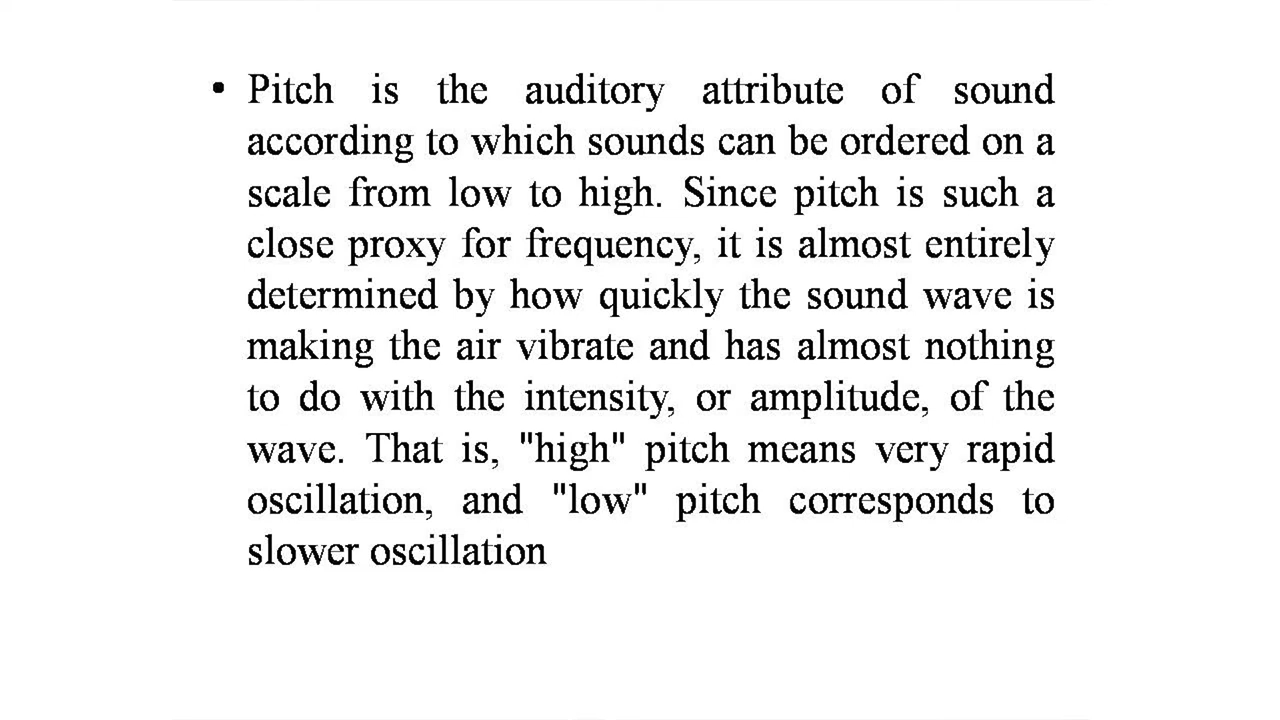 • Pitch is the auditory attribute of sound
according to which sounds can be ordered on a
scale from low to high. Since pitch is such a
close proxy for frequency, it is almost entirely
determined by how quickly the sound wave is
making the air vibrate and has almost nothing
to do with the intensity, or amplitude, of the
wave. That is, "high" pitch means very rapid
oscillation, and "low" pitch corresponds to
slower oscillation